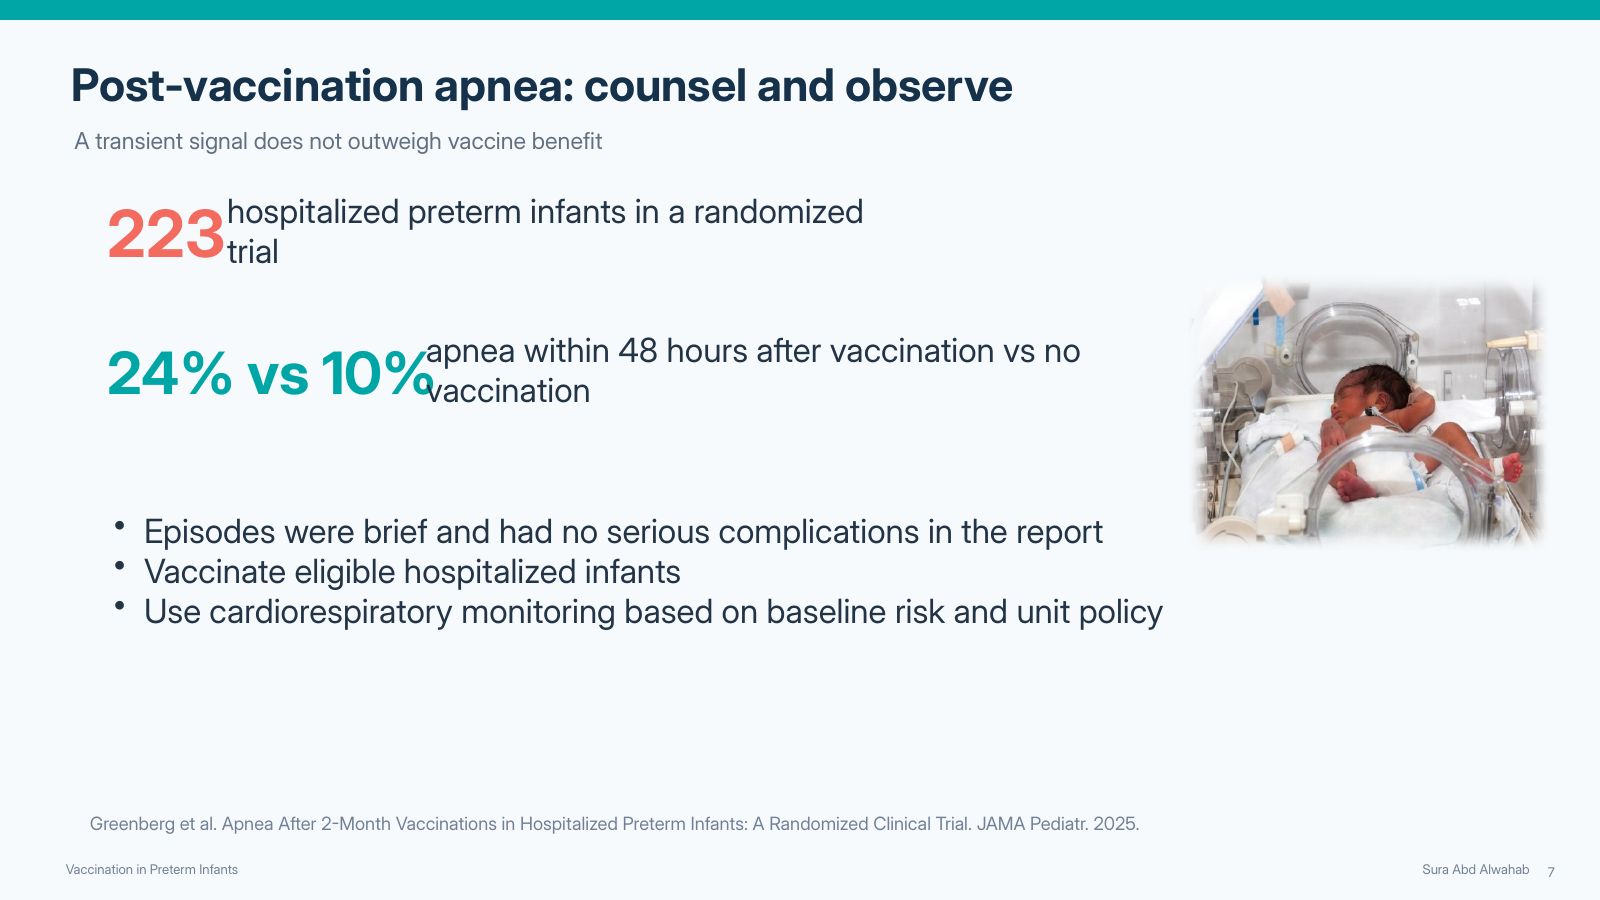 Post-vaccination apnea: counsel and observe
A transient signal does not outweigh vaccine benefit
223
hospitalized preterm infants in a randomized
trial
24% vs 10%
apnea within 48 hours after vaccination vs no
vaccination
• Episodes were brief and had no serious complications in the report
• Vaccinate eligible hospitalized infants
• Use cardiorespiratory monitoring based on baseline risk and unit policy
Greenberg et al. Apnea After 2-Month Vaccinations in Hospitalized Preterm Infants: A Randomized Clinical Trial. JAMA Pediatr. 2025.
Vaccination in Preterm Infants
Sura Abd Alwahab 7